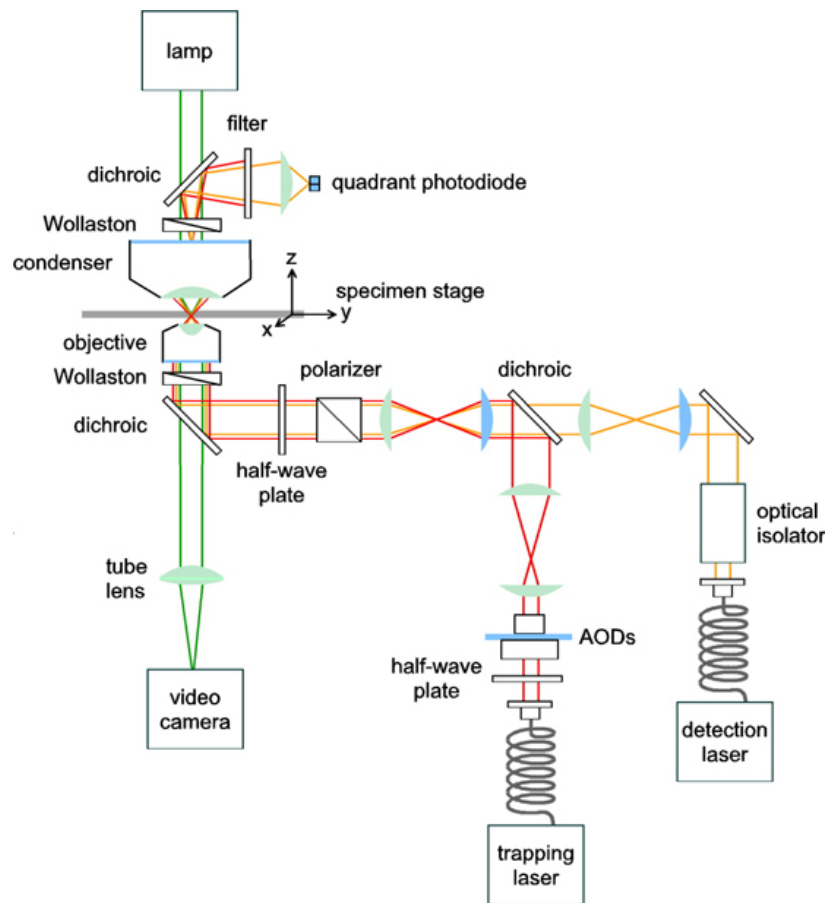 lamp
filter
dichroic
quadrant photodiode
Wollaston
condenser
z
specimen stage
y
x
objective
Wollaston
polarizer
dichroic
dichroic
half-wave
plate
optical
isolator
tube
lens
AODs
half-wave
plate
video
camera
detection
laser
trapping
laser